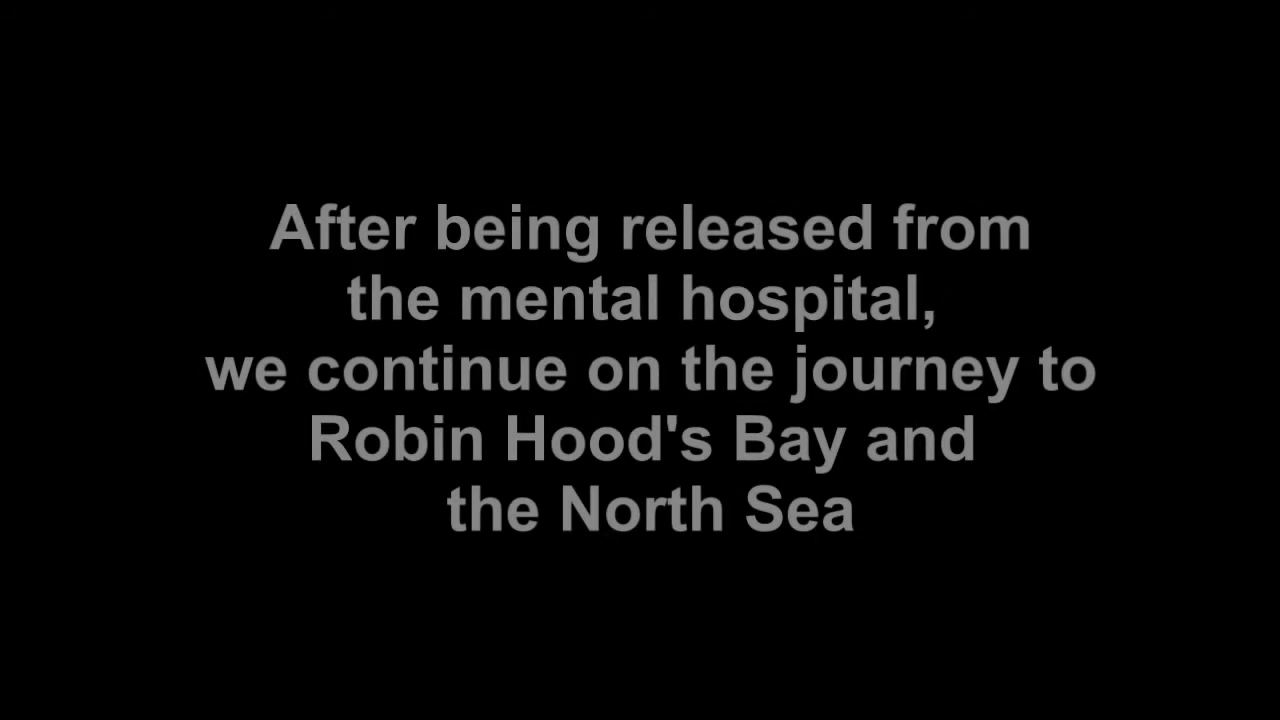 After being released from
the mental hospital,
we continue on the journey to
Robin Hood's Bay and
the North Sea